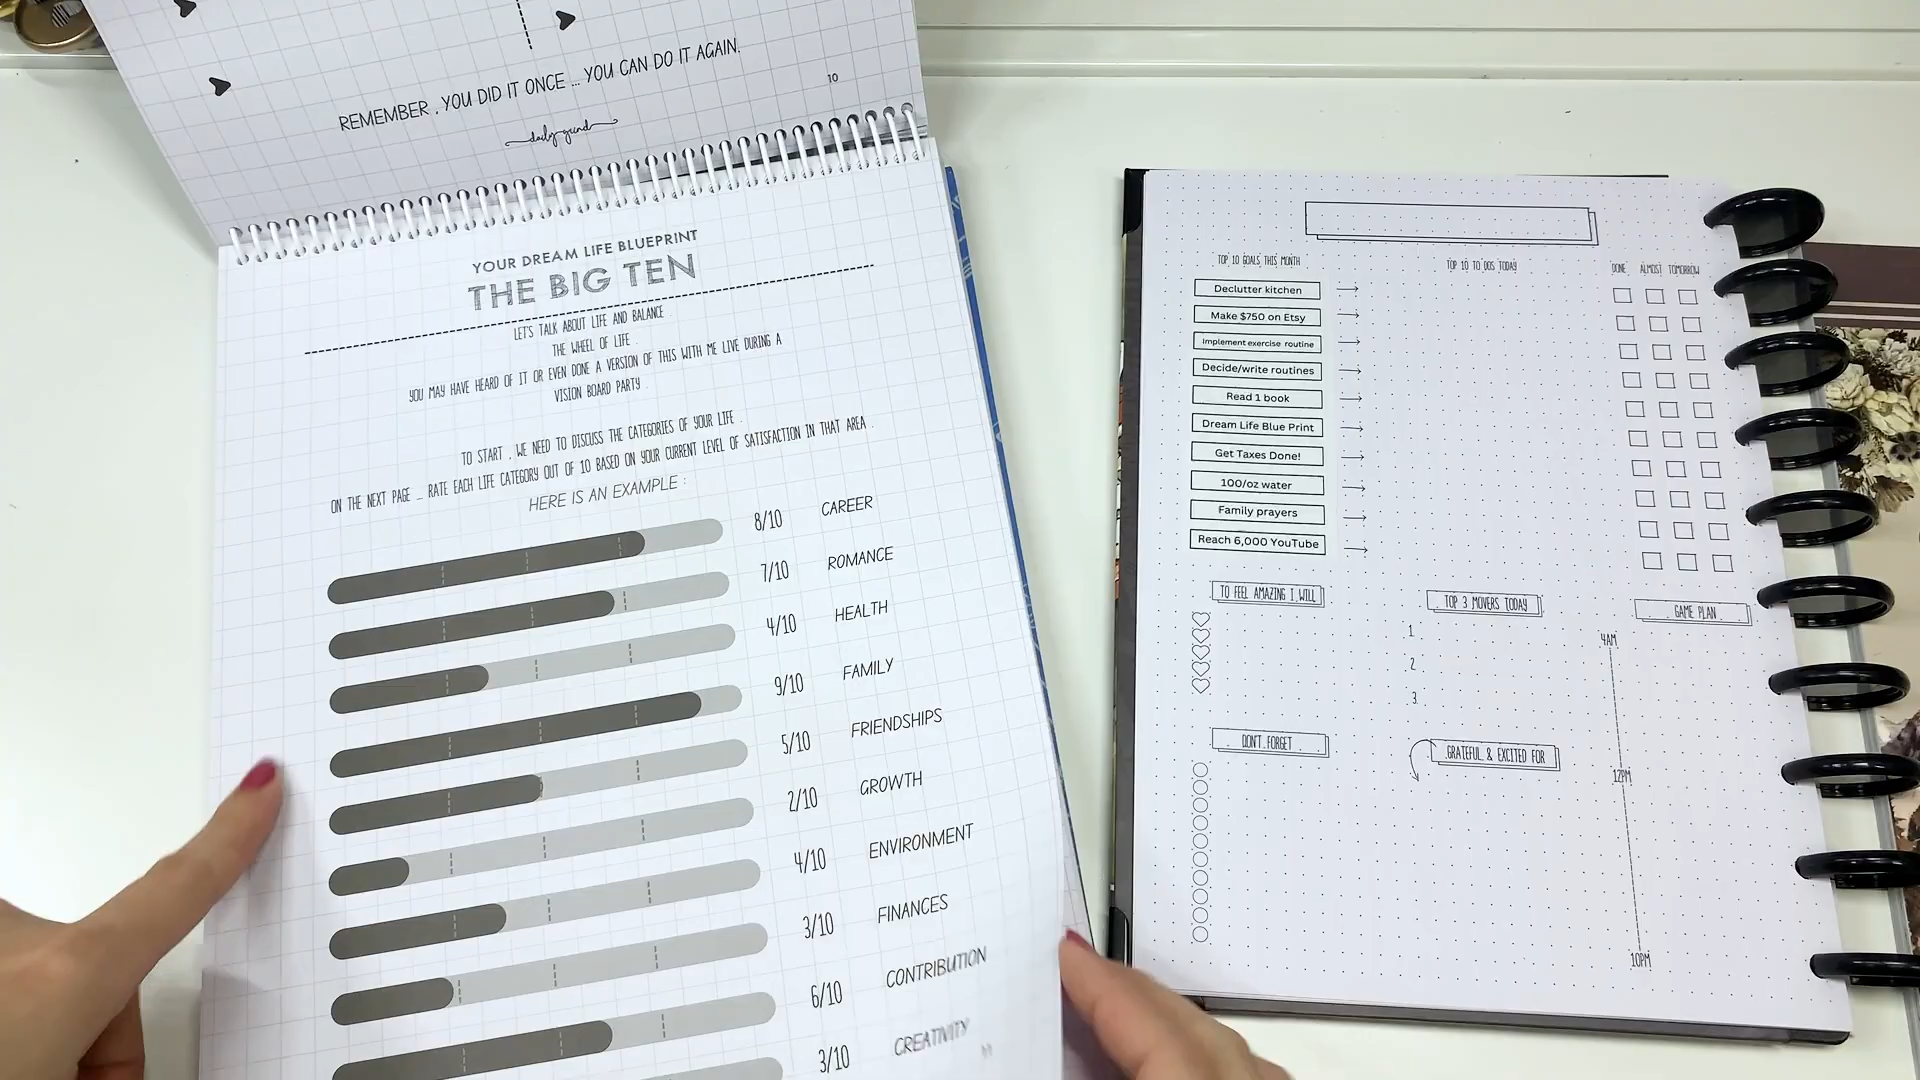 REMEMBER , YOU DID IT ONCE ... YOU CAN DO IT AGAIN.
10
daily grind
YOUR DREAM LIFE BLUEPRINT
THE BIG TEN
LET'S TALK ABOUT LIFE AND BALANCE .
THE WHEEL OF LIFE .
YOU MAY HAVE HEARD OF IT OR EVEN DONE A VERSION OF THIS WITH ME LIVE DURING A
VISION BOARD PARTY .
TO START , WE NEED TO DISCUSS THE CATEGORIES OF YOUR LIFE .
ON THE NEXT PAGE _ RATE EACH LIFE CATEGORY OUT OF 10 BASED ON YOUR CURRENT LEVEL OF SATISFACTION IN THAT AREA .
HERE IS AN EXAMPLE :
8/10 CAREER
7/10 ROMANCE
4/10 HEALTH
9/10 FAMILY
5/10 FRIENDSHIPS
2/10 GROWTH
4/10 ENVIRONMENT
3/10 FINANCES
6/10 CONTRIBUTION
3/10 CREATIVITY
11
TOP 10 GOALS THIS MONTH
Declutter kitchen
Make $750 on Etsy
Implement exercise routine
Decide/write routines
Read 1 book
Dream Life Blue Print
Get Taxes Done!
100/oz water
Family prayers
Reach 6,000 YouTube
TOP 10 TO DOS TODAY
DONE ALMOST TOMORROW
TO FEEL AMAZING I WILL
TOP 3 MOVERS TODAY
1.
2
3.
GAME PLAN
4AM
12PM
10PM
DON'T FORGET
GRATEFUL & EXCITED FOR